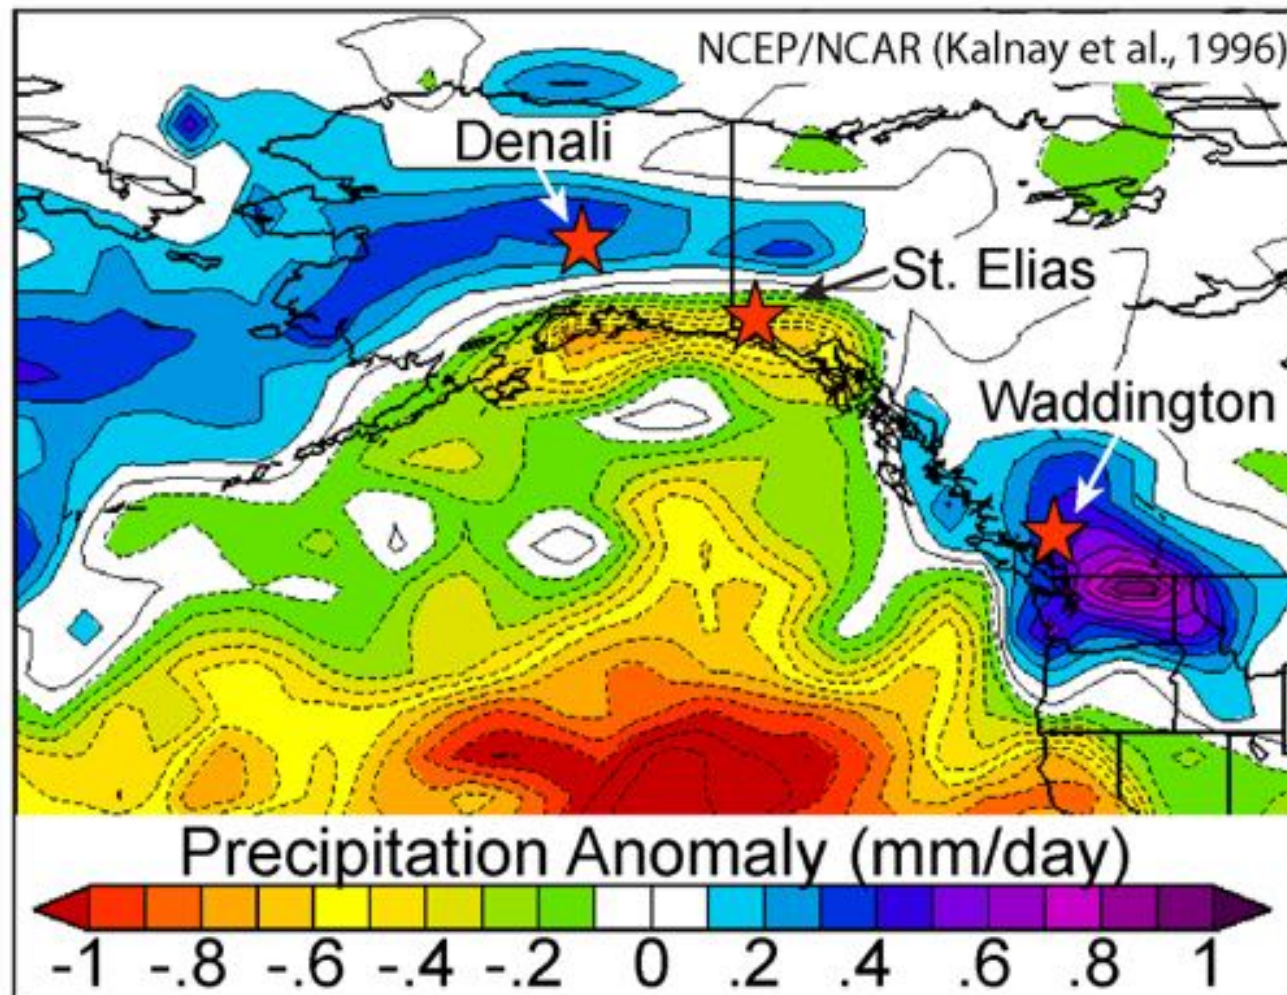 NCEP/NCAR (Kalnay et al., 1996)
Denali
St. Elias
Waddington
Precipitation Anomaly (mm/day)
-1 -.8 -.6 -.4 -.2 0 .2 .4 .6 .8 1